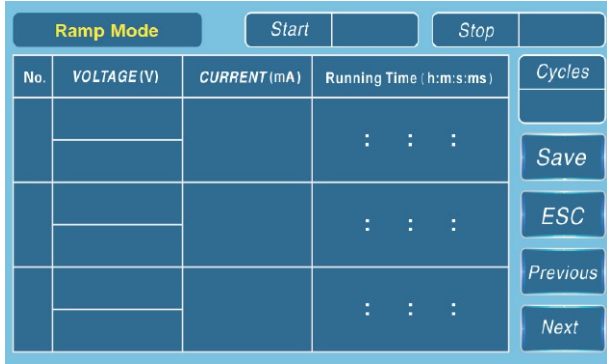 Ramp Mode
Start
Stop
No.
VOLTAGE(V)
CURRENT(mA)
Running Time (h:m:s:ms)
Cycles
: : :
Save
: : :
ESC
Previous
: : :
Next